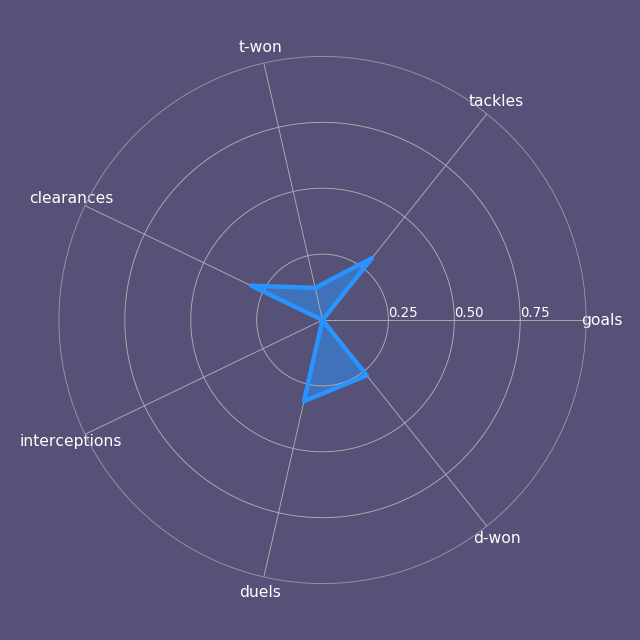 t-won
tackles
clearances
0.25 0.50 0.75
goals
interceptions
d-won
duels